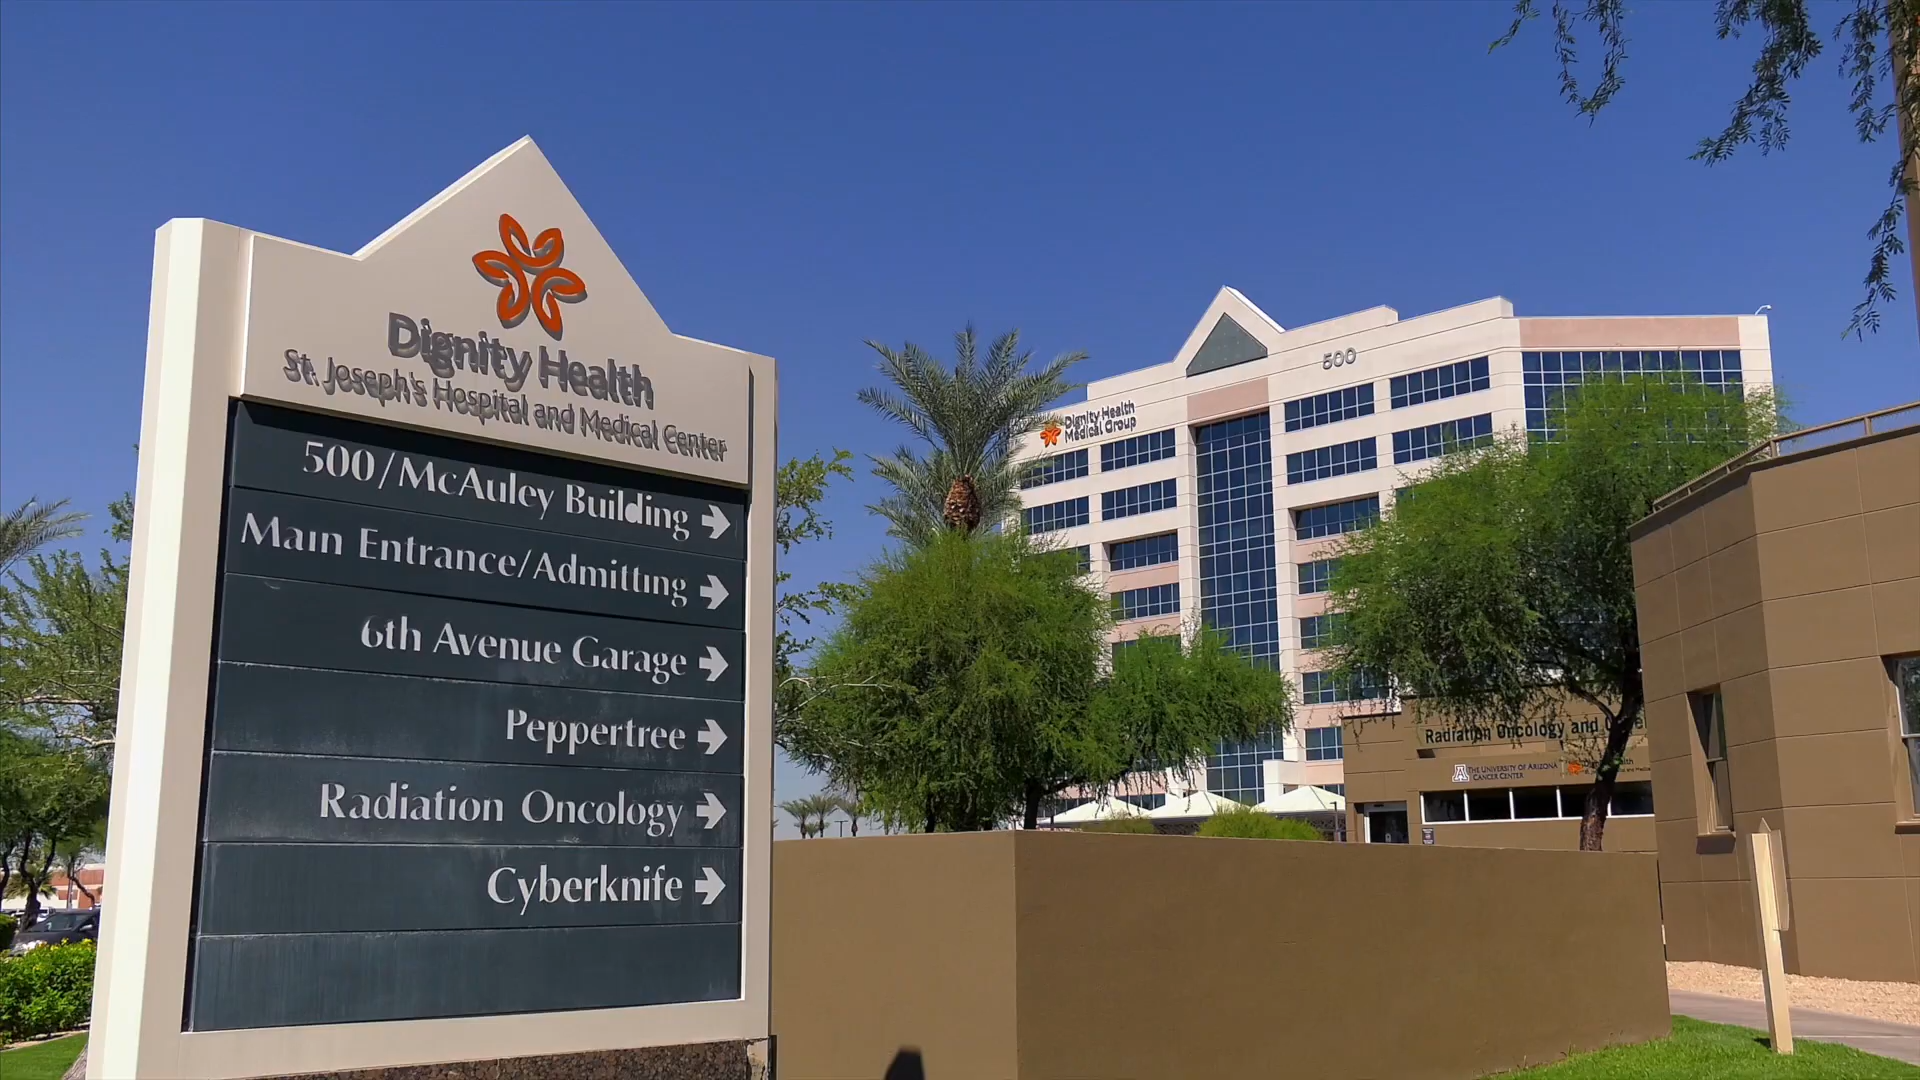 Dignity Health
St. Joseph's Hospital and Medical Center
500/McAuley Building
Main Entrance/Admitting
6th Avenue Garage
Peppertree
Radiation Oncology
Cyberknife
500
Dignity Health
Medical Group
Radiation Oncology and
THE UNIVERSITY OF ARIZONA
CANCER CENTER